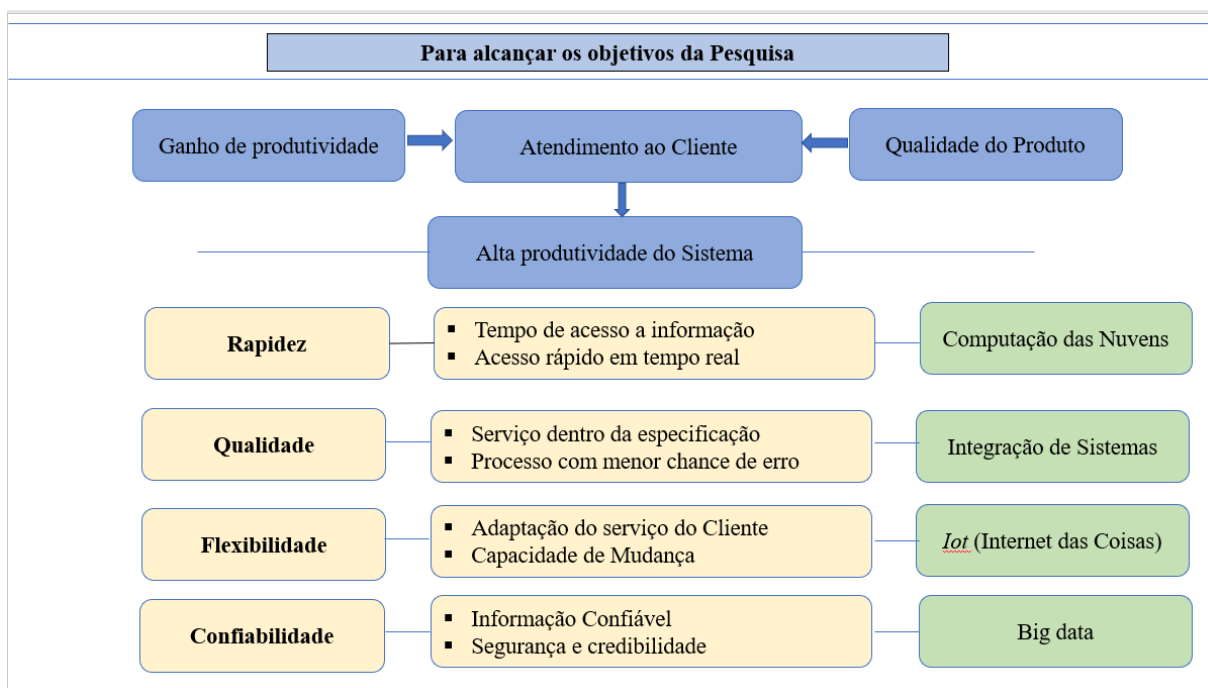 Para alcançar os objetivos da Pesquisa
Ganho de produtividade
Atendimento ao Cliente
Qualidade do Produto
Alta produtividade do Sistema
Rapidez
▪ Tempo de acesso a informação
▪ Acesso rápido em tempo real
Computação das Nuvens
Qualidade
▪ Serviço dentro da especificação
▪ Processo com menor chance de erro
Integração de Sistemas
Flexibilidade
▪ Adaptação do serviço do Cliente
▪ Capacidade de Mudança
Iot (Internet das Coisas)
Confiabilidade
▪ Informação Confiável
▪ Segurança e credibilidade
Big data